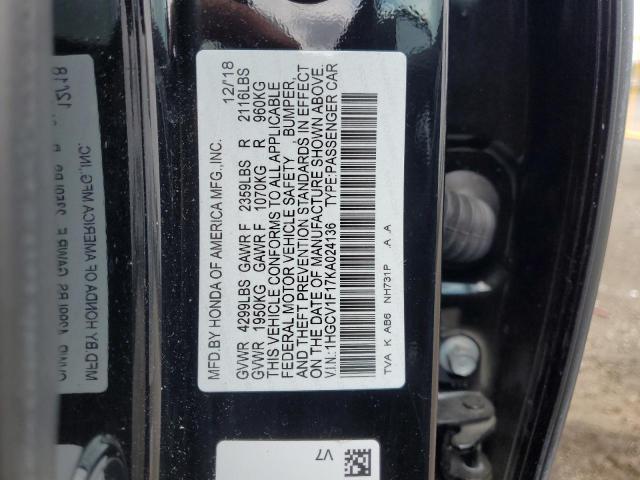 MFD.BY HONDA OF AMERICA MFG.,INC. 12/18
GVWR 4299LBS GAWR F 2359LBS R 2116LBS
GVWR 1950KG GAWR F 1070KG R 960KG
THIS VEHICLE CONFORMS TO ALL APPLICABLE
FEDERAL MOTOR VEHICLE SAFETY , BUMPER,
AND THEFT PREVENTION STANDARDS IN EFFECT
ON THE DATE OF MANUFACTURE SHOWN ABOVE.
V.I.N.:1HGCV1F17KA024136 TYPE:PASSENGER CAR
TVA K AB6 NH731P A A
V7